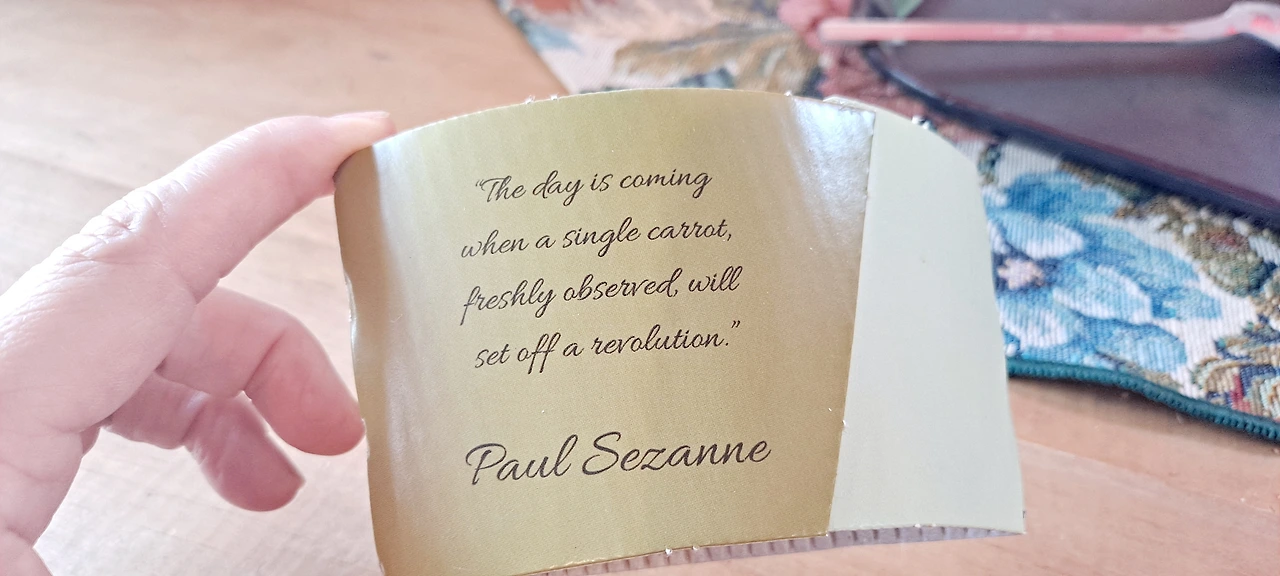 “The day is coming
when a single carrot,
freshly observed, will
set off a revolution.”
Paul Sezanne